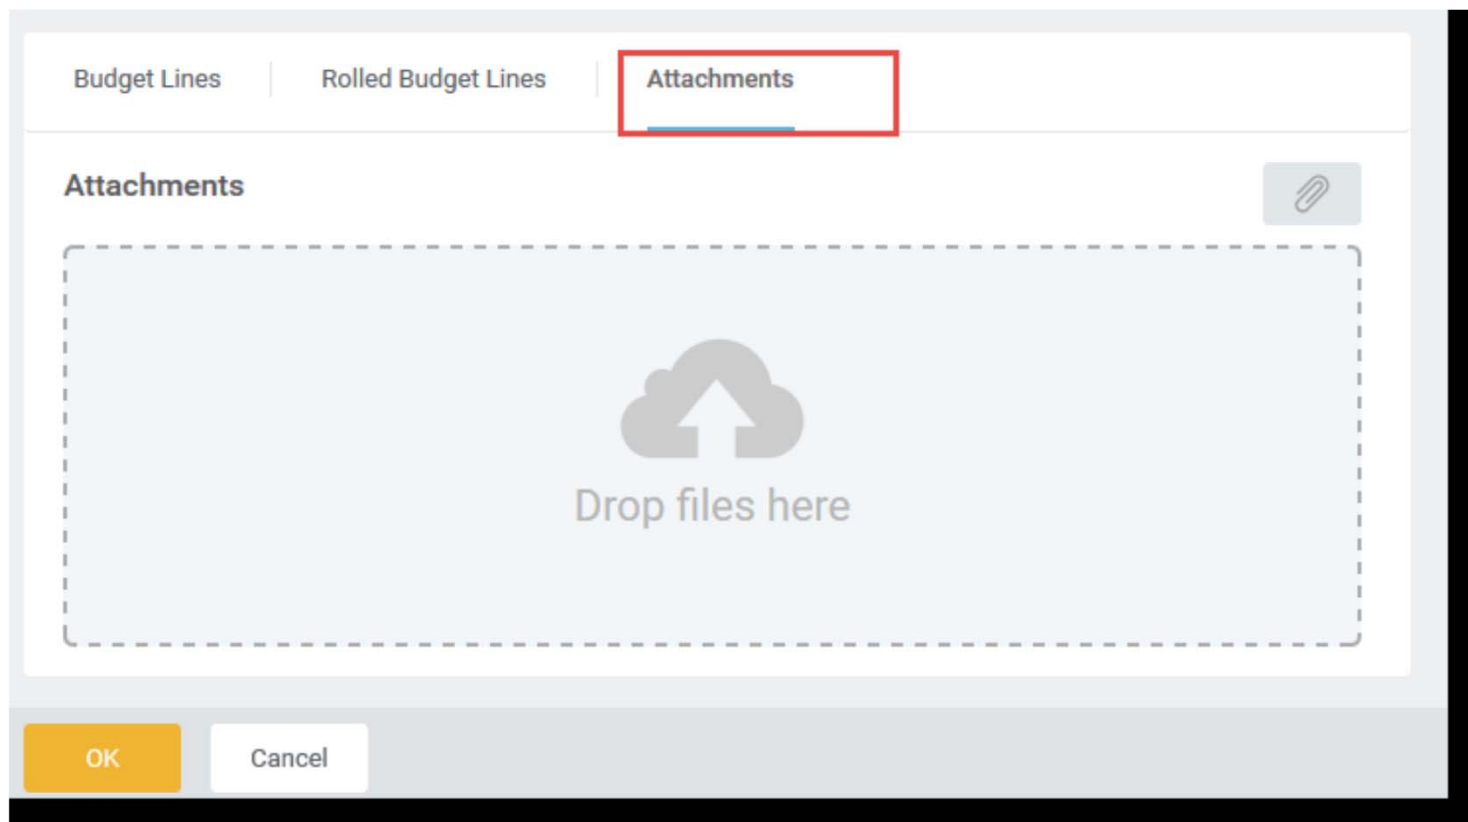 Budget Lines Rolled Budget Lines Attachments
Attachments
Drop files here
OK Cancel